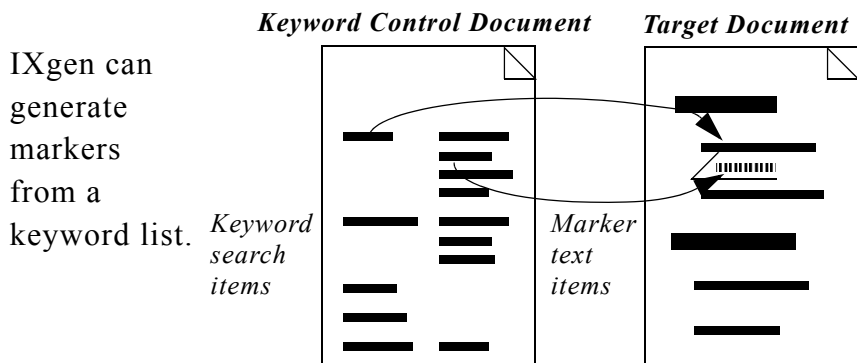 Keyword Control Document
Target Document
IXgen can
generate
markers
from a
keyword list.
Keyword
search
items
Marker
text
items